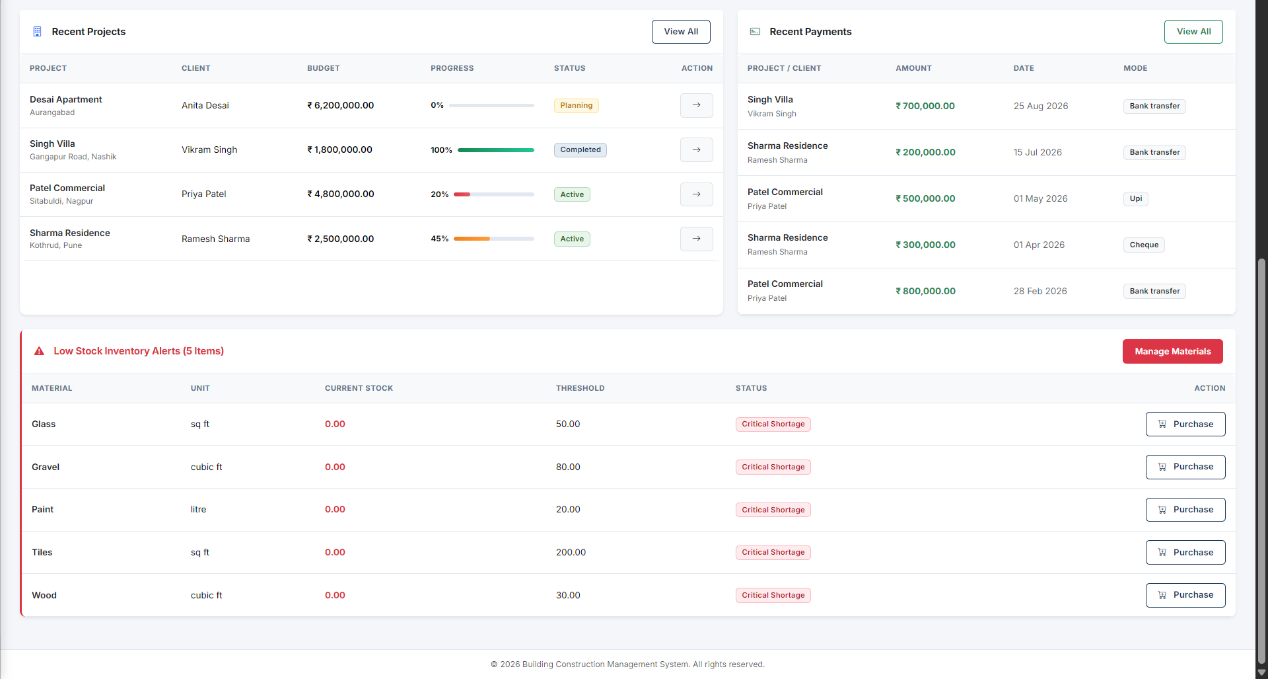 Recent Projects
View All
PROJECT CLIENT BUDGET PROGRESS STATUS ACTION
Desai Apartment
Aurangabad
Anita Desai ₹ 6,200,000.00 0% Planning
Singh Villa
Gangapur Road, Nashik
Vikram Singh ₹ 1,800,000.00 100% Completed
Patel Commercial
Sitabuldi, Nagpur
Priya Patel ₹ 4,800,000.00 20% Active
Sharma Residence
Kothrud, Pune
Ramesh Sharma ₹ 2,500,000.00 45% Active
Recent Payments
View All
PROJECT / CLIENT AMOUNT DATE MODE
Singh Villa
Vikram Singh
₹ 700,000.00 25 Aug 2026 Bank transfer
Sharma Residence
Ramesh Sharma
₹ 200,000.00 15 Jul 2026 Bank transfer
Patel Commercial
Priya Patel
₹ 500,000.00 01 May 2026 Upi
Sharma Residence
Ramesh Sharma
₹ 300,000.00 01 Apr 2026 Cheque
Patel Commercial
Priya Patel
₹ 800,000.00 28 Feb 2026 Bank transfer
Low Stock Inventory Alerts (5 Items)
Manage Materials
MATERIAL UNIT CURRENT STOCK THRESHOLD STATUS ACTION
Glass sq ft 0.00 50.00 Critical Shortage Purchase
Gravel cubic ft 0.00 80.00 Critical Shortage Purchase
Paint litre 0.00 20.00 Critical Shortage Purchase
Tiles sq ft 0.00 200.00 Critical Shortage Purchase
Wood cubic ft 0.00 30.00 Critical Shortage Purchase
© 2026 Building Construction Management System. All rights reserved.